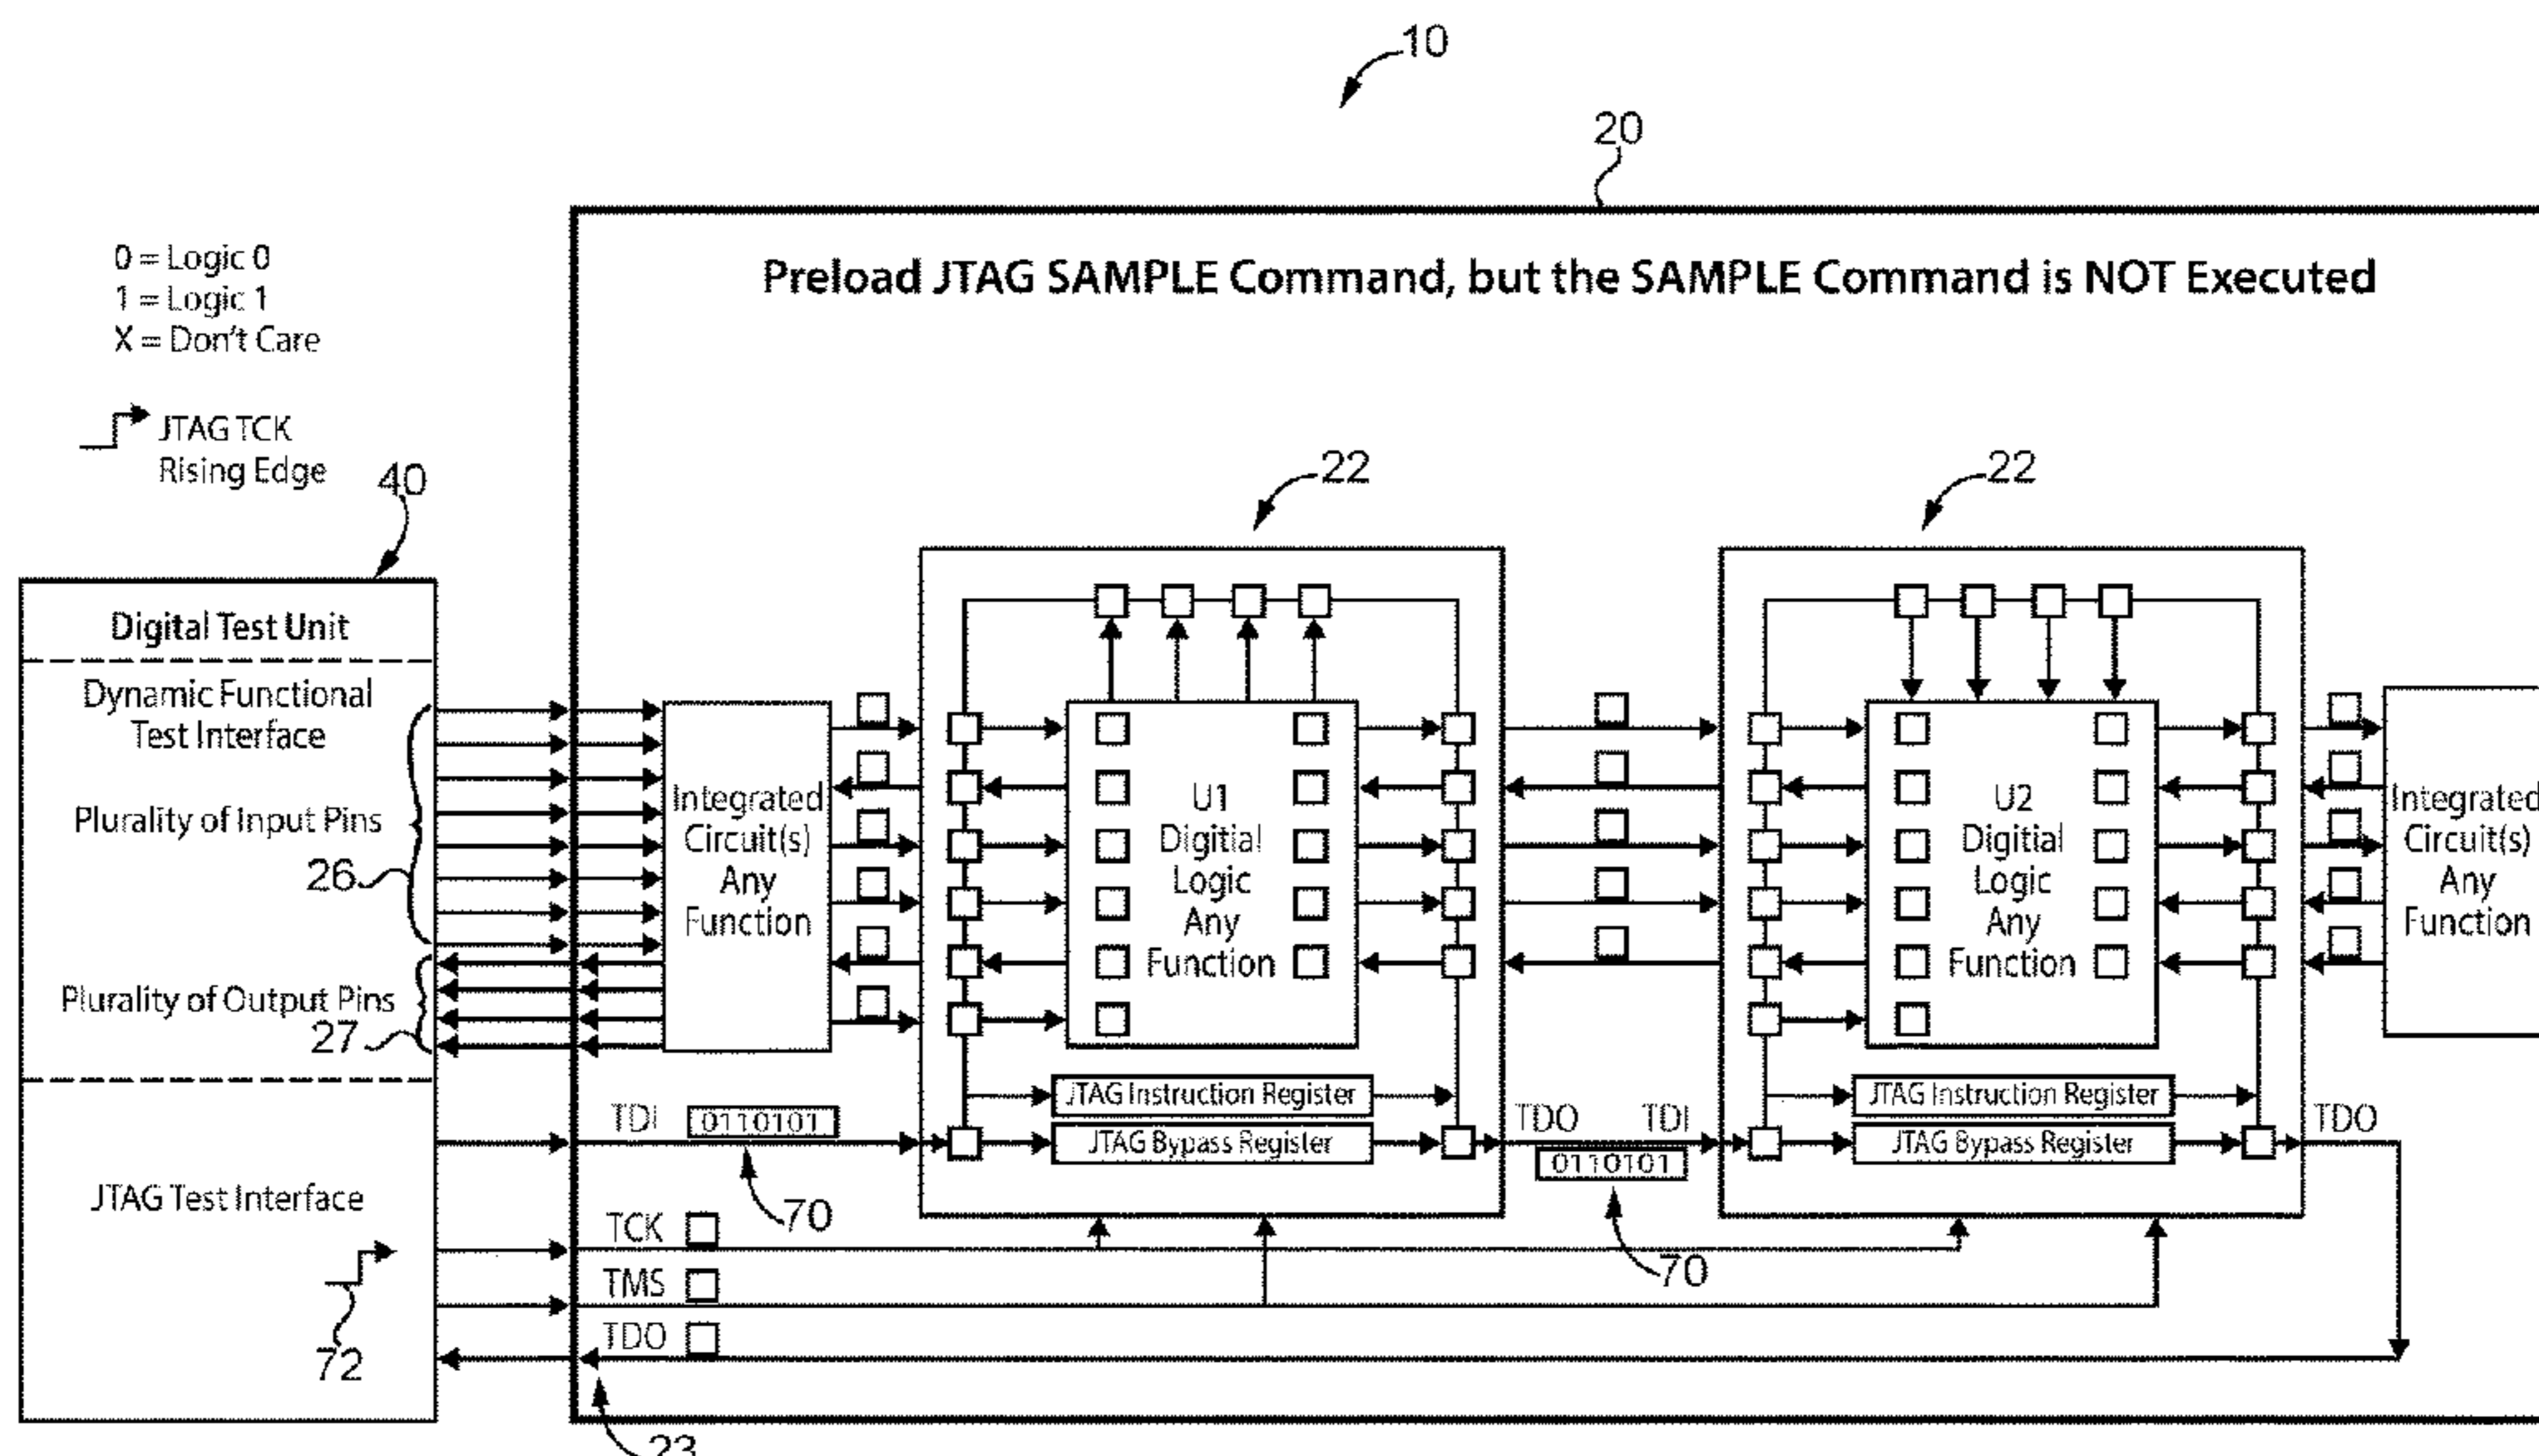 10
20
0 = Logic 0
1 = Logic 1
X = Don't Care
JTAG TCK
Rising Edge
Preload JTAG SAMPLE Command, but the SAMPLE Command is NOT Executed
40
22
22
Digital Test Unit
Dynamic Functional
Test Interface
Plurality of Input Pins
26
Plurality of Output Pins
27
Integrated
Circuit(s)
Any
Function
U1
Digitial
Logic
Any
Function
U2
Digitial
Logic
Any
Function
Integrated
Circuit(s)
Any
Function
JTAG Instruction Register
JTAG Bypass Register
JTAG Instruction Register
JTAG Bypass Register
TDI
0110101
TDO
TDI
0110101
TDO
JTAG Test Interface
70
70
TCK
TMS
TDO
72
23